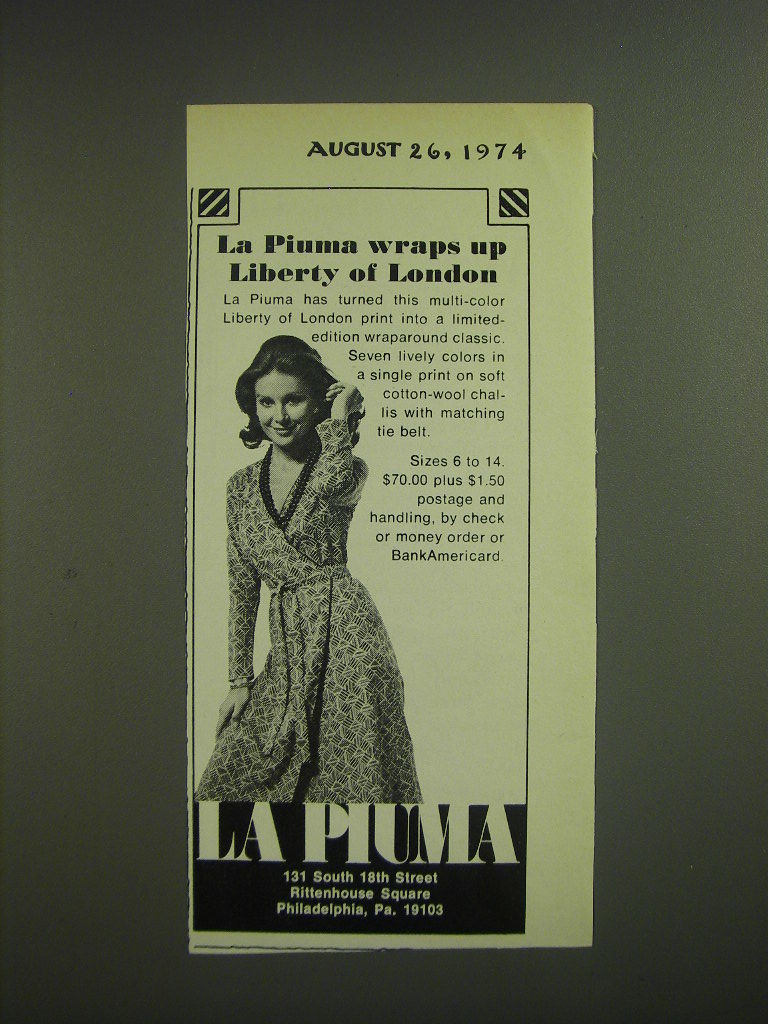 AUGUST 26, 1974
La Piuma wraps up
Liberty of London
La Piuma has turned this multi-color
Liberty of London print into a limited-
edition wraparound classic.
Seven lively colors in
a single print on soft
cotton-wool chal-
lis with matching
tie belt.
Sizes 6 to 14.
$70.00 plus $1.50
postage and
handling, by check
or money order or
BankAmericard.
LA PIUMA
131 South 18th Street
Rittenhouse Square
Philadelphia, Pa. 19103